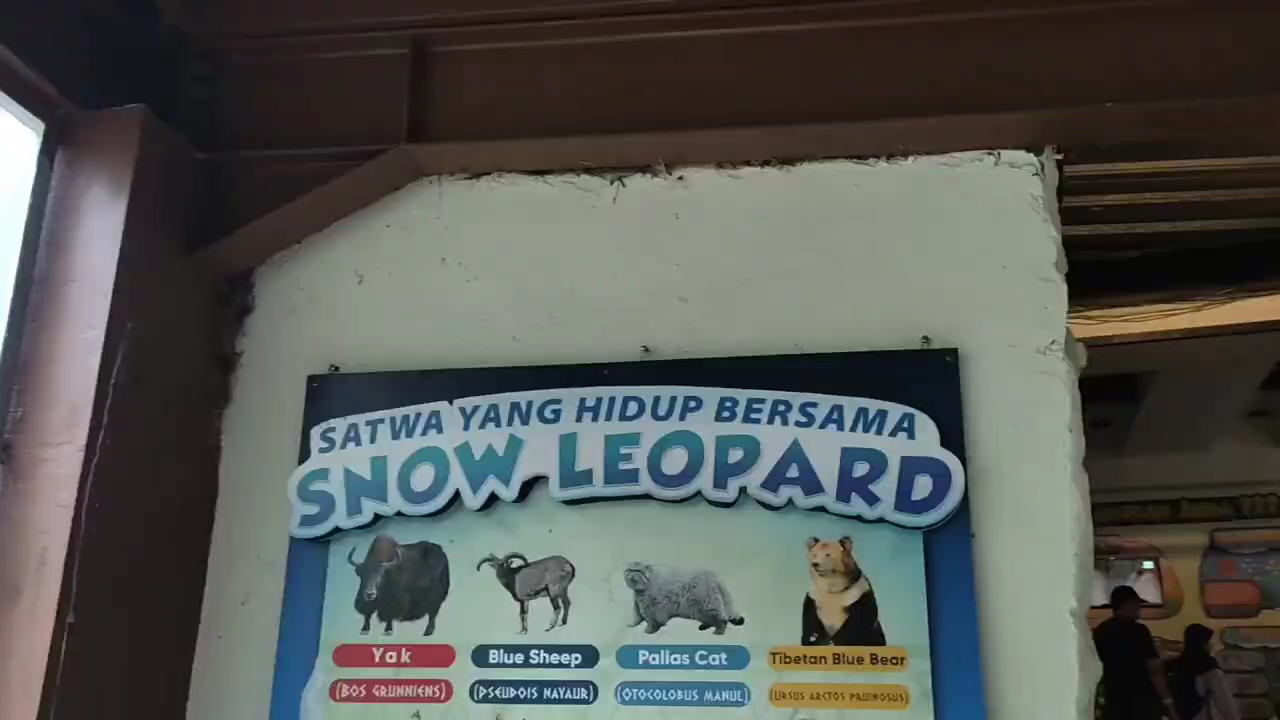 SATWA YANG HIDUP BERSAMA
SNOW LEOPARD
Yak
Blue Sheep
Pallas Cat
Tibetan Blue Bear
(BOS GRUNNIENS)
(PSEUDOIS NAYAUR)
(OTOCOLOBUS MANUL)
(URSUS ARCTOS PRUINOSUS)